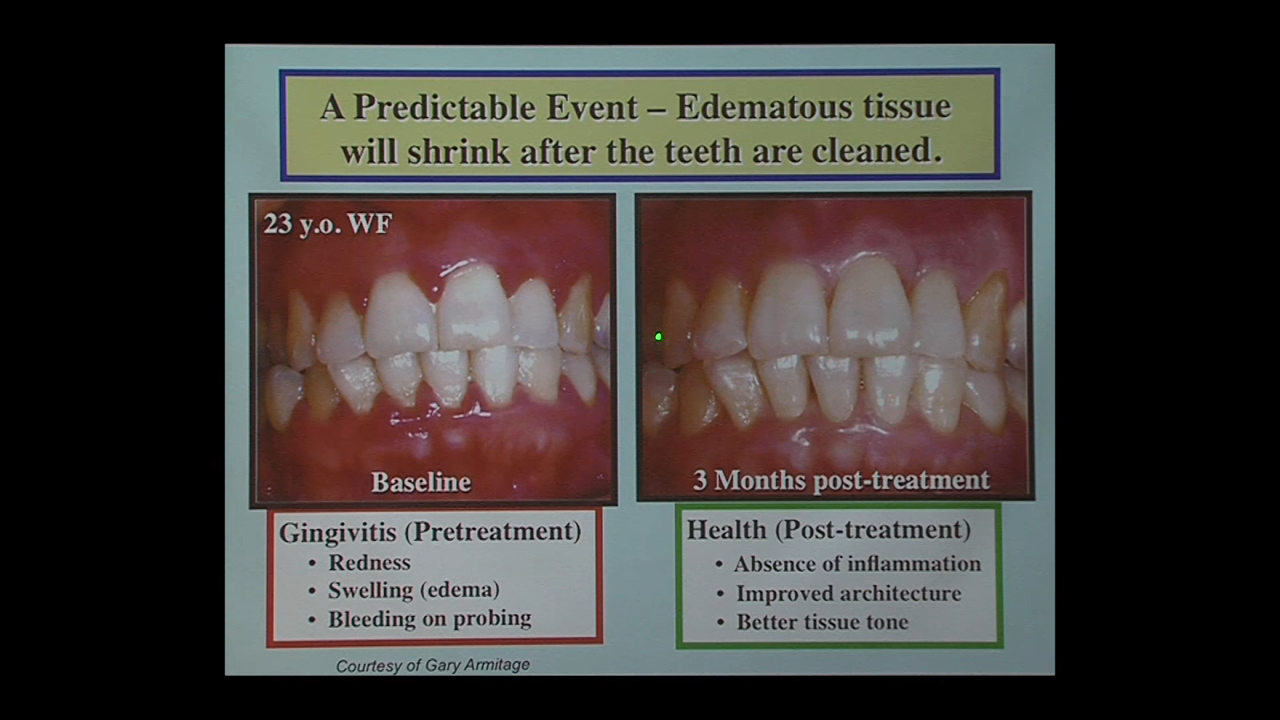 A Predictable Event – Edematous tissue
will shrink after the teeth are cleaned.
23 y.o. WF
Baseline
3 Months post-treatment
Gingivitis (Pretreatment)
• Redness
• Swelling (edema)
• Bleeding on probing
Health (Post-treatment)
• Absence of inflammation
• Improved architecture
• Better tissue tone
Courtesy of Gary Armitage